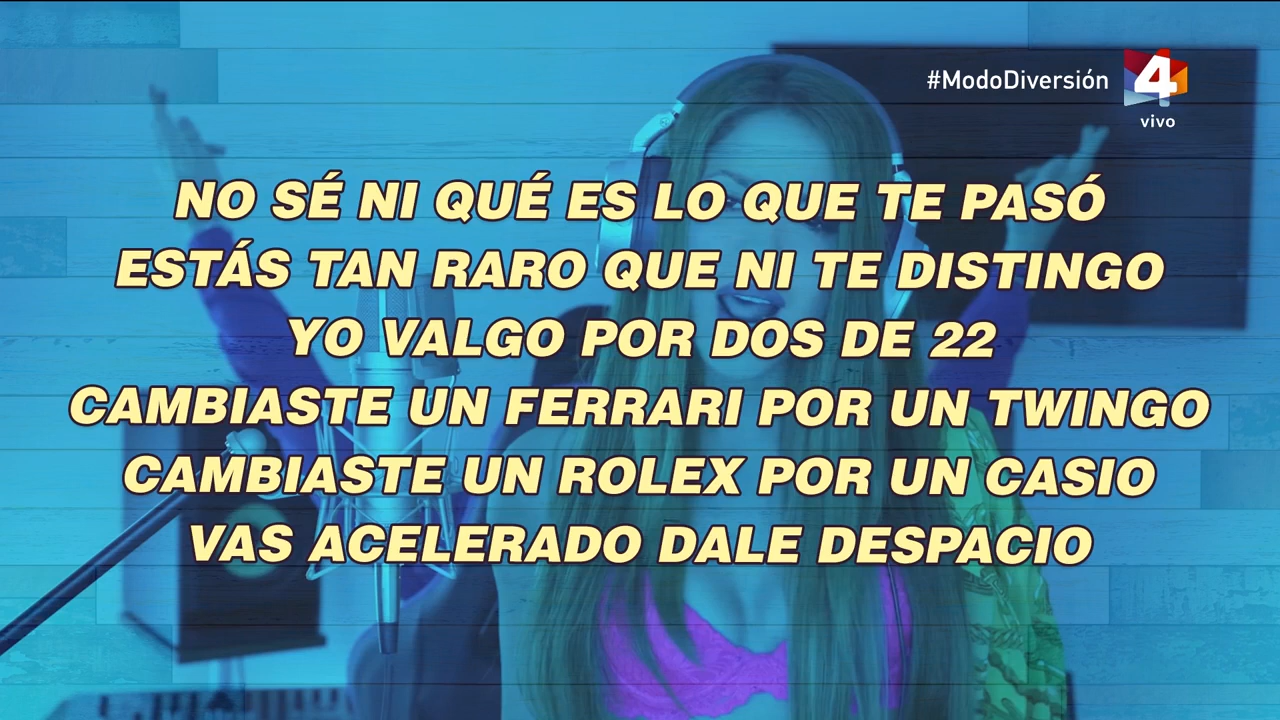 #ModoDiversión
4
vivo
NO SÉ NI QUÉ ES LO QUE TE PASÓ
ESTÁS TAN RARO QUE NI TE DISTINGO
YO VALGO POR DOS DE 22
CAMBIASTE UN FERRARI POR UN TWINGO
CAMBIASTE UN ROLEX POR UN CASIO
VAS ACELERADO DALE DESPACIO